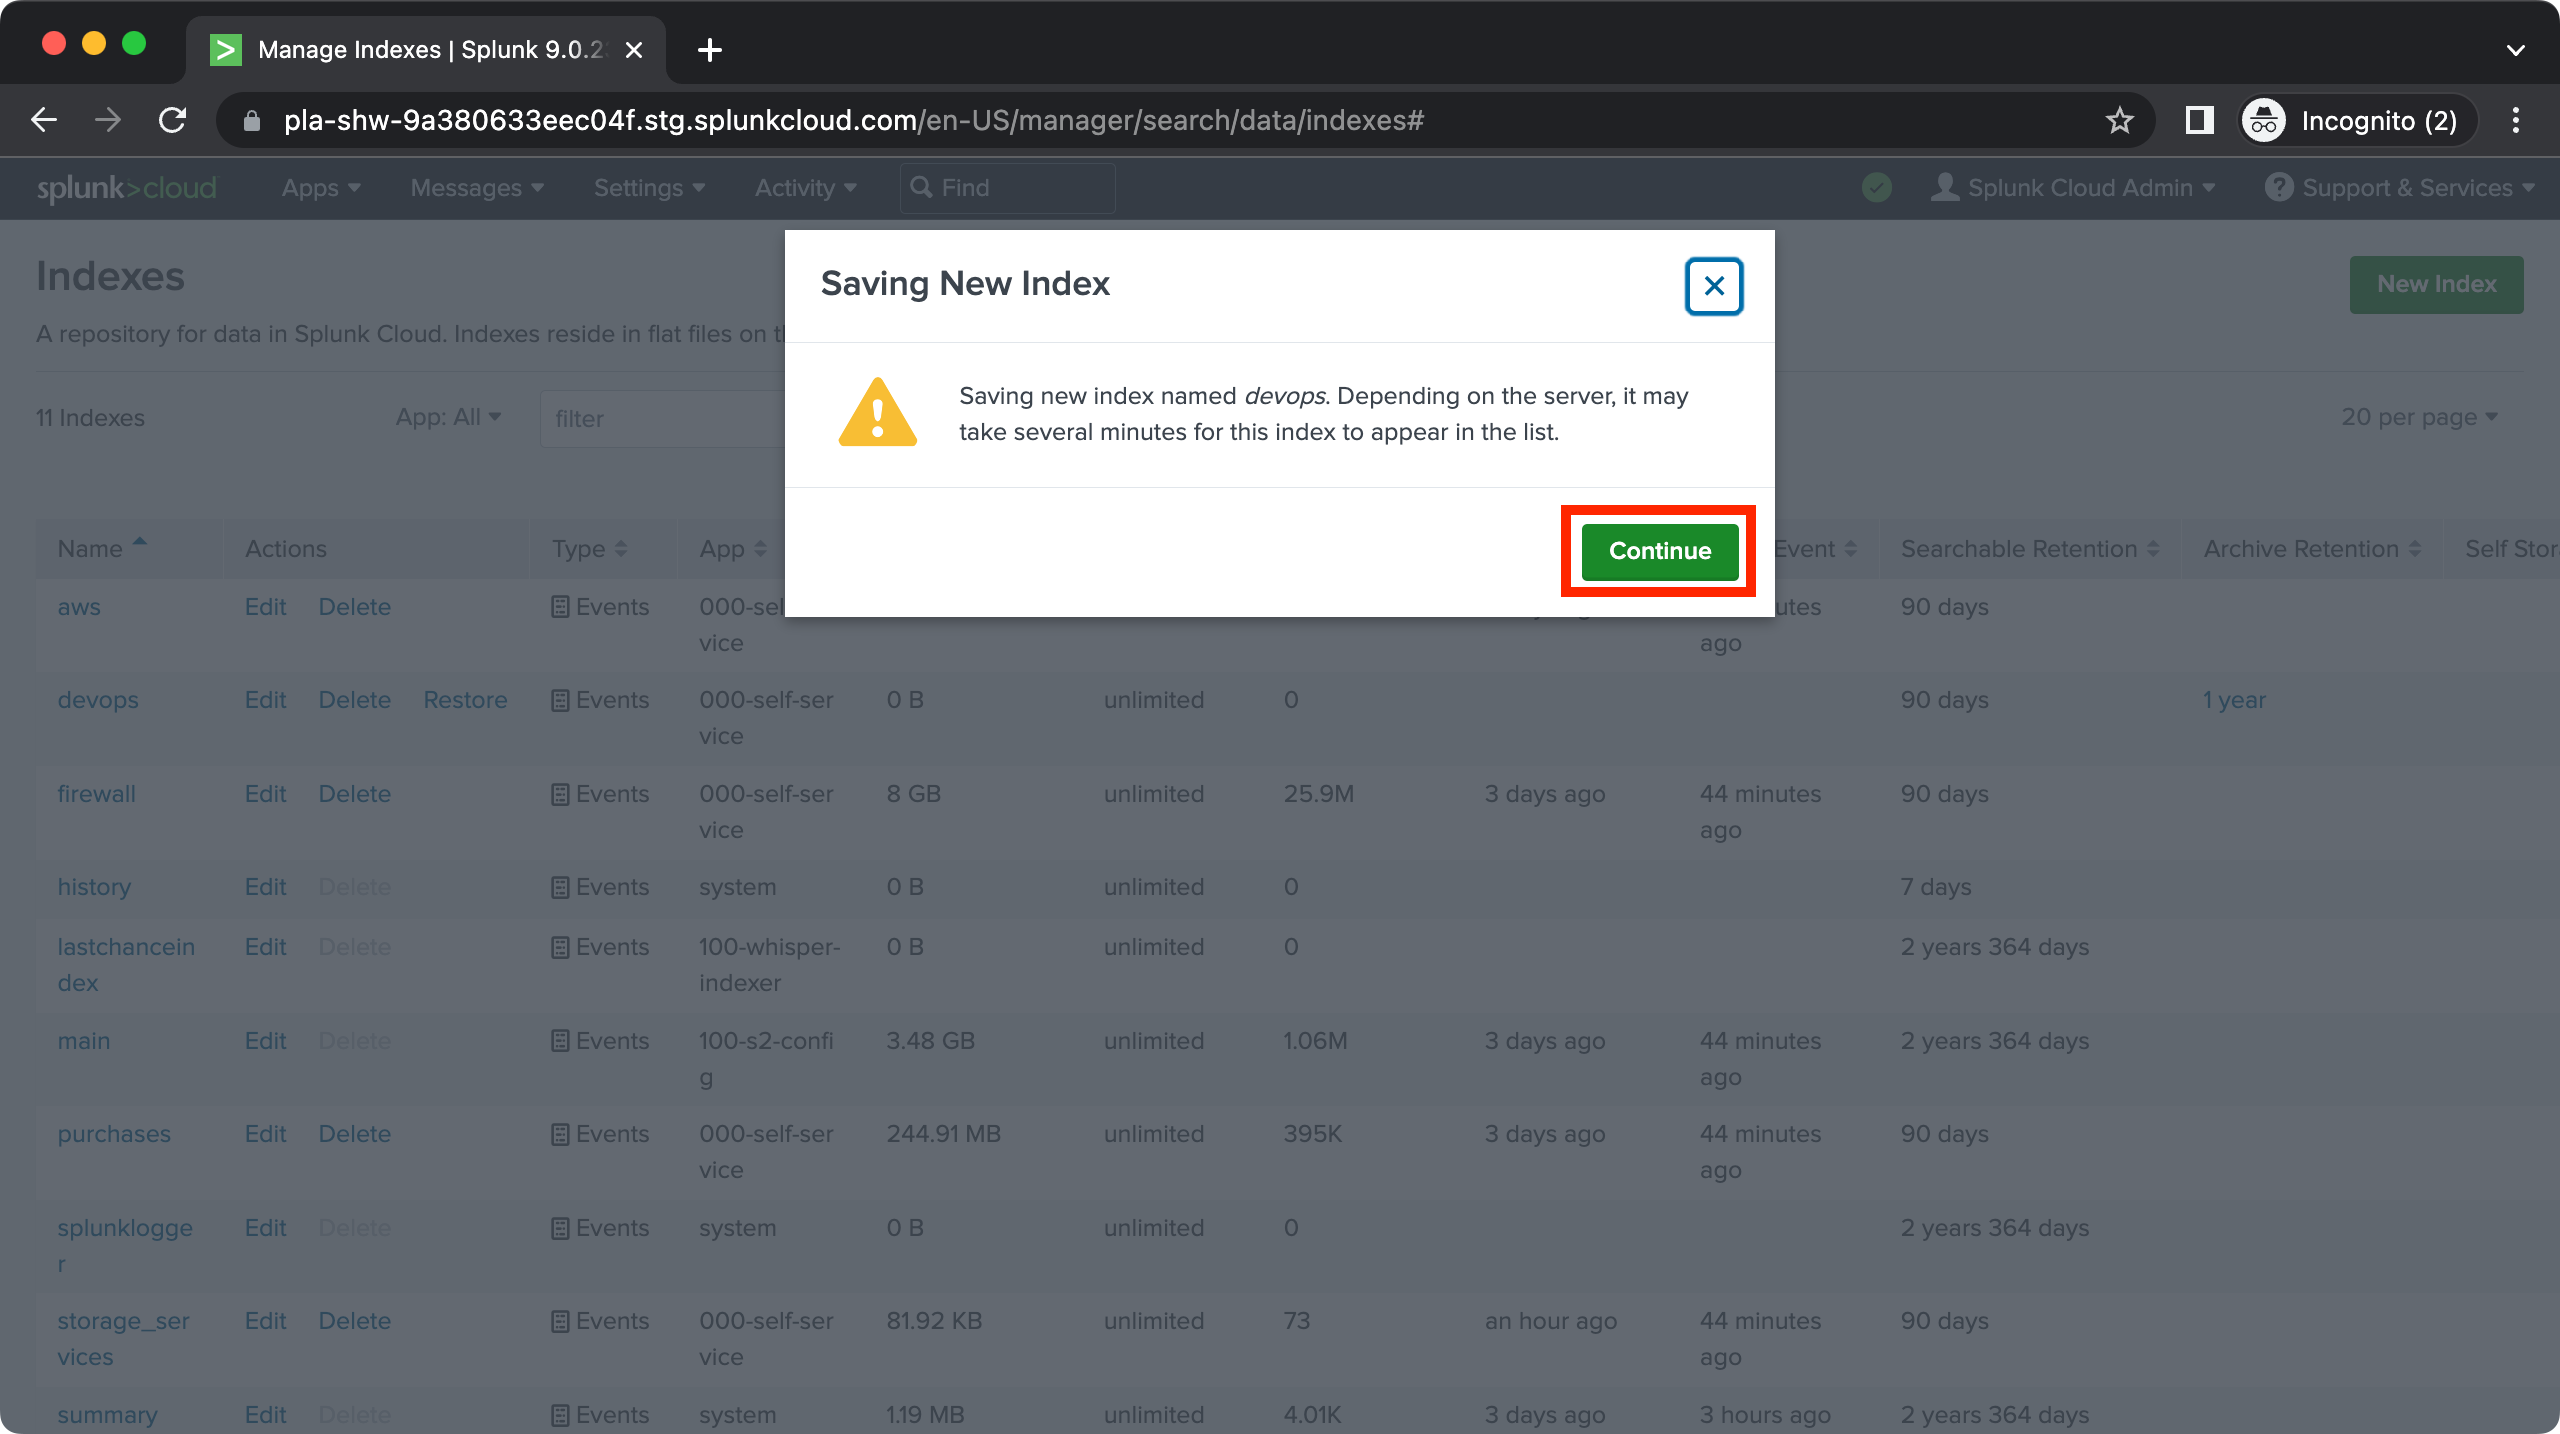 Manage Indexes | Splunk 9.0.2
pla-shw-9a380633eec04f.stg.splunkcloud.com/en-US/manager/search/data/indexes#
Incognito (2)
splunk>cloud Apps Messages Settings Activity Find Splunk Cloud Admin Support & Services
Indexes
New Index
A repository for data in Splunk Cloud. Indexes reside in flat files on
Saving New Index
Saving new index named devops. Depending on the server, it may
take several minutes for this index to appear in the list.
Continue
11 Indexes App: All filter 20 per page
Name Actions Type App Event Searchable Retention Archive Retention Self Stor
aws Edit Delete Events 000-sel utes 90 days
vice ago
devops Edit Delete Restore Events 000-self-ser 0 B unlimited 0 90 days 1 year
vice
firewall Edit Delete Events 000-self-ser 8 GB unlimited 25.9M 3 days ago 44 minutes 90 days
vice ago
history Edit Delete Events system 0 B unlimited 0 7 days
lastchancein Edit Delete Events 100-whisper- 0 B unlimited 0 2 years 364 days
dex indexer
main Edit Delete Events 100-s2-confi 3.48 GB unlimited 1.06M 3 days ago 44 minutes 2 years 364 days
g ago
purchases Edit Delete Events 000-self-ser 244.91 MB unlimited 395K 3 days ago 44 minutes 90 days
vice ago
splunklogge Edit Delete Events system 0 B unlimited 0 2 years 364 days
r
storage_ser Edit Delete Events 000-self-ser 81.92 KB unlimited 73 an hour ago 44 minutes 90 days
vices vice ago
summary Edit Delete Events system 1.19 MB unlimited 4.01K 3 days ago 3 hours ago 2 years 364 days